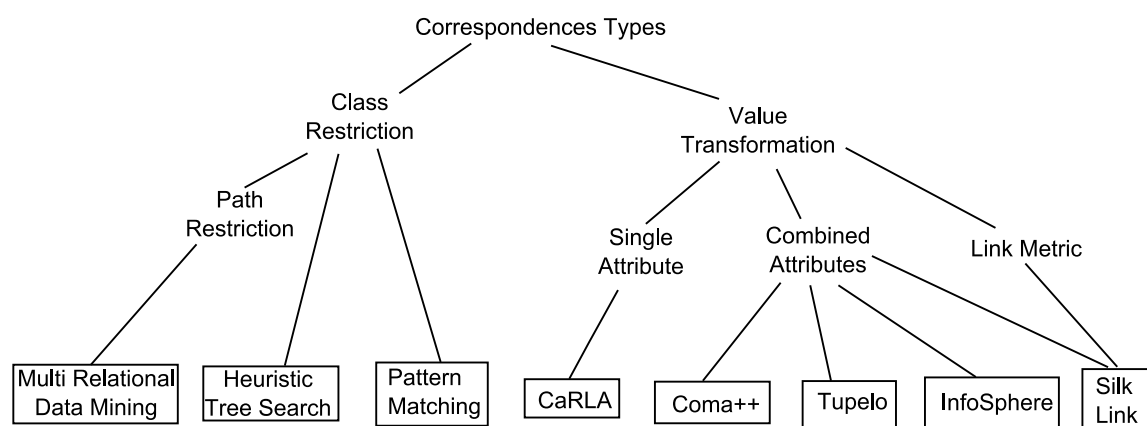 Correspondences Types
Class
Restriction
Value
Transformation
Path
Restriction
Single
Attribute
Combined
Attributes
Link Metric
Multi Relational
Data Mining
Heuristic
Tree Search
Pattern
Matching
CaRLA
Coma++
Tupelo
InfoSphere
Silk
Link